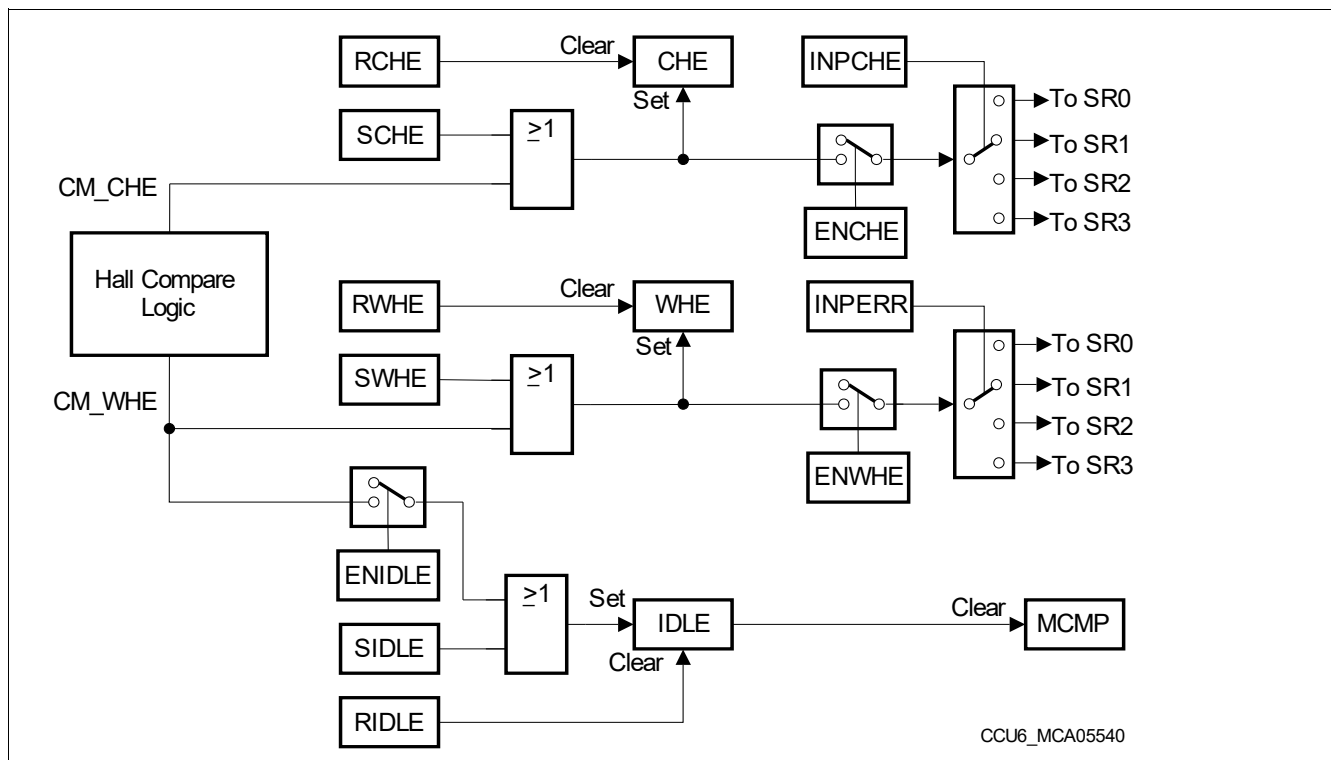 RCHE
Clear
CHE
INPCHE
Set
To SR0
SCHE
≥1
To SR1
CM_CHE
To SR2
ENCHE
To SR3
Hall Compare
Logic
RWHE
Clear
WHE
INPERR
Set
To SR0
SWHE
≥1
To SR1
CM_WHE
To SR2
ENWHE
To SR3
ENIDLE
≥1
Set
IDLE
Clear
MCMP
SIDLE
Clear
RIDLE
CCU6_MCA05540